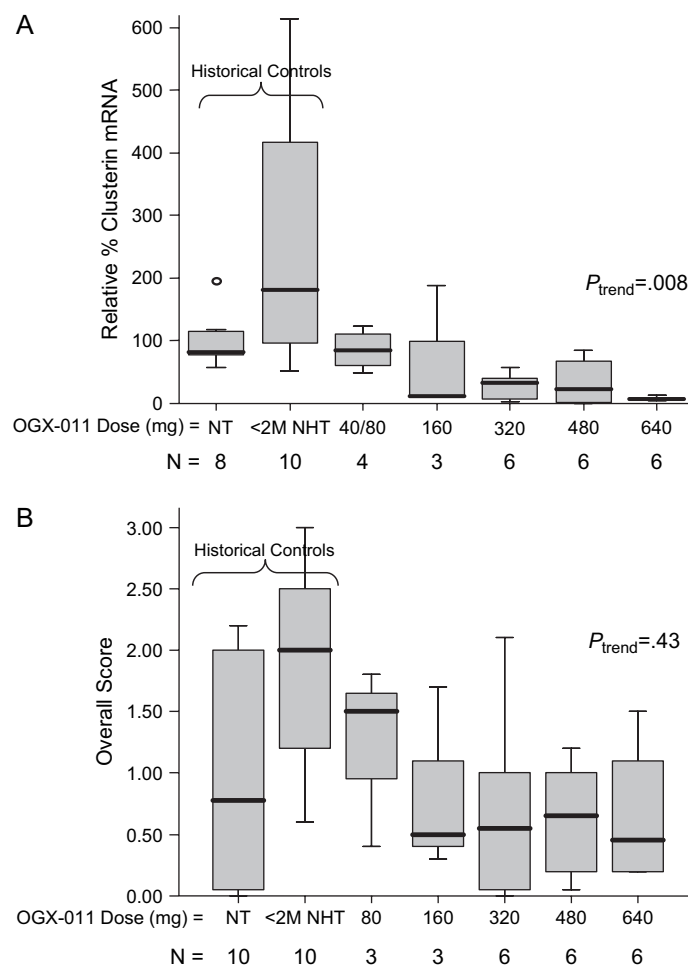 A
600
500
400
300
200
100
0
Relative % Clusterin mRNA
Historical Controls
P trend=.008
OGX-011 Dose (mg) = NT <2M NHT 40/80 160 320 480 640
N = 8 10 4 3 6 6 6
B
3.00
2.50
2.00
1.50
1.00
0.50
0.00
Overall Score
Historical Controls
P trend=.43
OGX-011 Dose (mg) = NT <2M NHT 80 160 320 480 640
N = 10 10 3 3 6 6 6